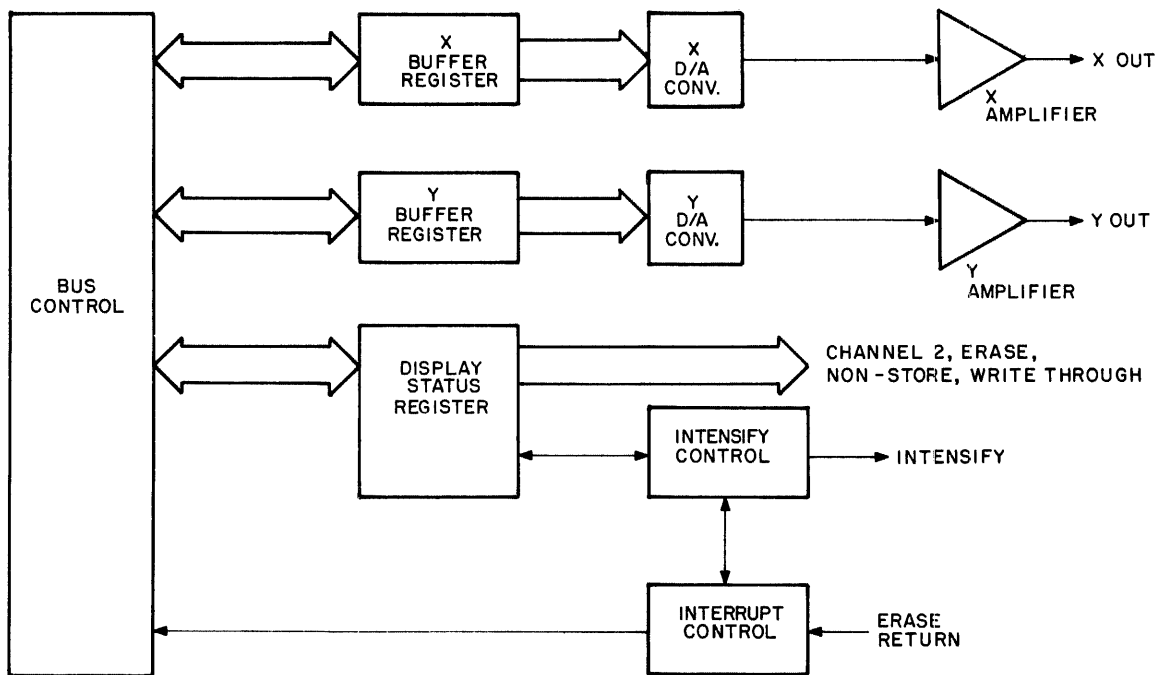 X
BUFFER
REGISTER
X
D/A
CONV.
X
AMPLIFIER
X OUT
Y
BUFFER
REGISTER
Y
D/A
CONV.
Y
AMPLIFIER
Y OUT
BUS
CONTROL
DISPLAY
STATUS
REGISTER
CHANNEL 2, ERASE,
NON-STORE, WRITE THROUGH
INTENSIFY
CONTROL
INTENSIFY
INTERRUPT
CONTROL
ERASE
RETURN